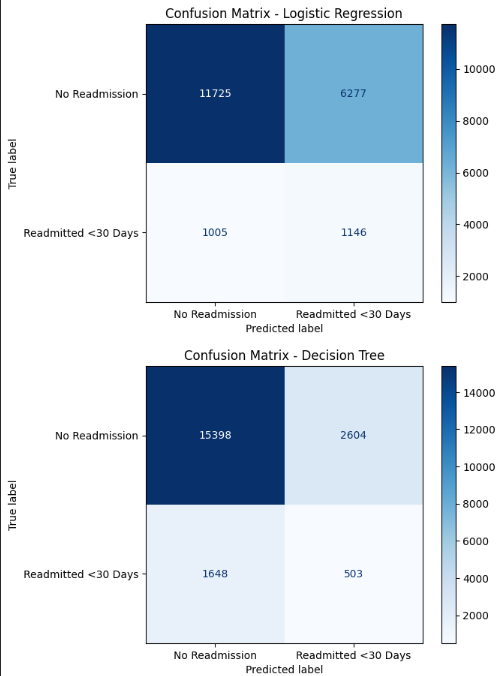 Confusion Matrix - Logistic Regression
No Readmission
11725
6277
Readmitted <30 Days
1005
1146
No Readmission
Readmitted <30 Days
Predicted label
True label
10000
8000
6000
4000
2000
Confusion Matrix - Decision Tree
No Readmission
15398
2604
Readmitted <30 Days
1648
503
No Readmission
Readmitted <30 Days
Predicted label
True label
14000
12000
10000
8000
6000
4000
2000